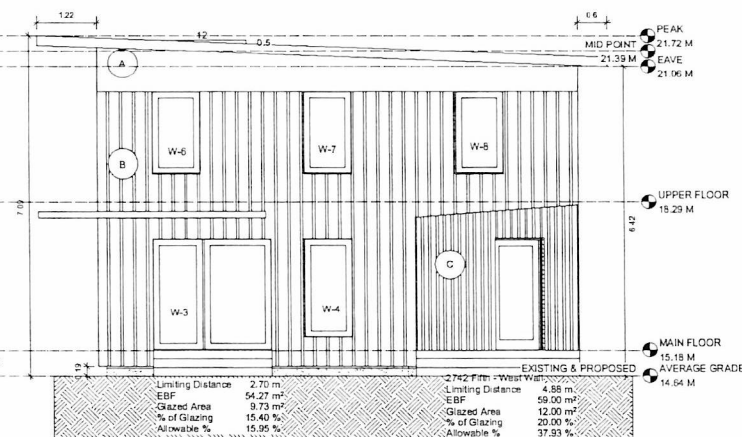 1.22
12
0.5
0.6
PEAK
21.72 M
MID POINT
21.39 M
EAVE
21.06 M
A
W-6
W-7
W-8
B
UPPER FLOOR
18.29 M
7.09
6.42
C
W-3
W-4
MAIN FLOOR
15.18 M
0.19
EXISTING & PROPOSED
AVERAGE GRADE
14.64 M
Limiting Distance 2.70 m
EBF 54.27 m²
Glazed Area 9.73 m²
% of Glazing 15.40 %
Allowable % 15.95 %
2742 Fifth - West Wall
Limiting Distance 4.88 m
EBF 59.00 m²
Glazed Area 12.00 m²
% of Glazing 20.00 %
Allowable % 37.93 %